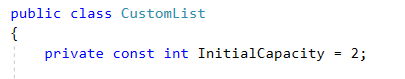 public class CustomList
{
    private const int InitialCapacity = 2;